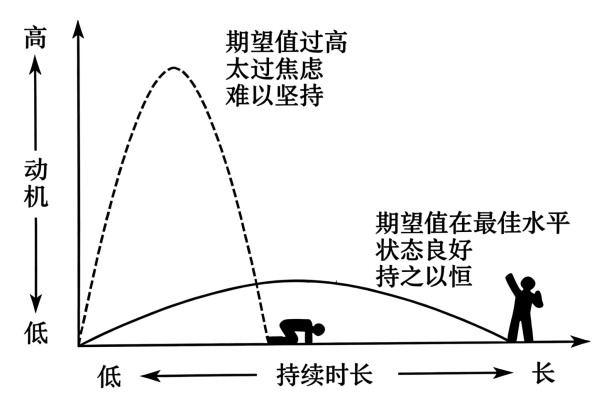 高
期望值过高
太过焦虑
难以坚持
动机
期望值在最佳水平
状态良好
持之以恒
低
低
持续时长
长